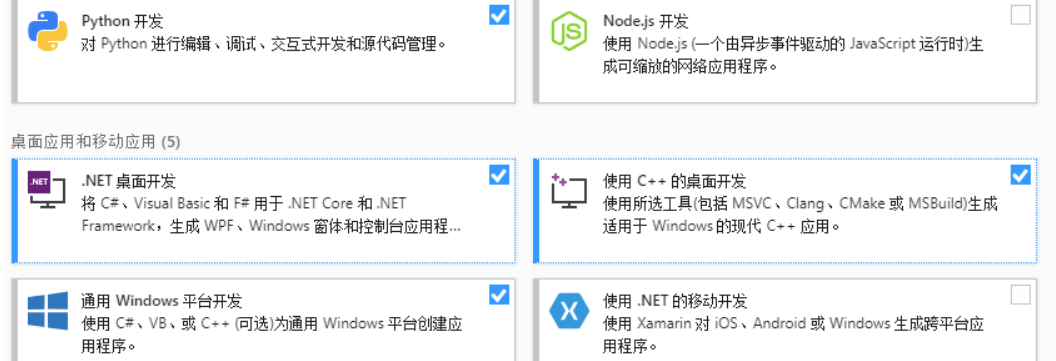 Python 开发
对 Python 进行编辑、调试、交互式开发和源代码管理。
Node.js 开发
使用 Node.js (一个由异步事件驱动的 JavaScript 运行时)生
成可缩放的网络应用程序。
桌面应用和移动应用 (5)
.NET
.NET 桌面开发
将 C#、Visual Basic 和 F# 用于 .NET Core 和 .NET
Framework，生成 WPF、Windows 窗体和控制台应用程...
使用 C++ 的桌面开发
使用所选工具(包括 MSVC、Clang、CMake 或 MSBuild)生成
适用于 Windows 的现代 C++ 应用。
通用 Windows 平台开发
使用 C#、VB、或 C++ (可选)为通用 Windows 平台创建应
用程序。
使用 .NET 的移动开发
使用 Xamarin 对 iOS、Android 或 Windows 生成跨平台应
用程序。